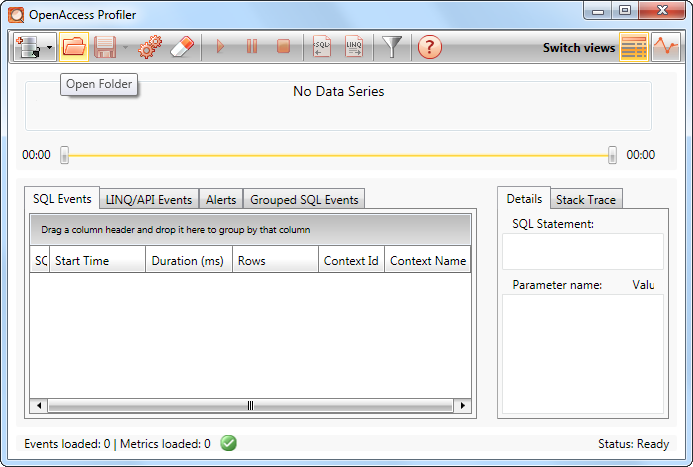 OpenAccess Profiler
SQL
LINQ
?
Switch views
Open Folder
No Data Series
00:00
00:00
SQL Events
LINQ/API Events
Alerts
Grouped SQL Events
Drag a column header and drop it here to group by that column
SC
Start Time
Duration (ms)
Rows
Context Id
Context Name
Details
Stack Trace
SQL Statement:
Parameter name:
Valu
Events loaded: 0 | Metrics loaded: 0
Status: Ready